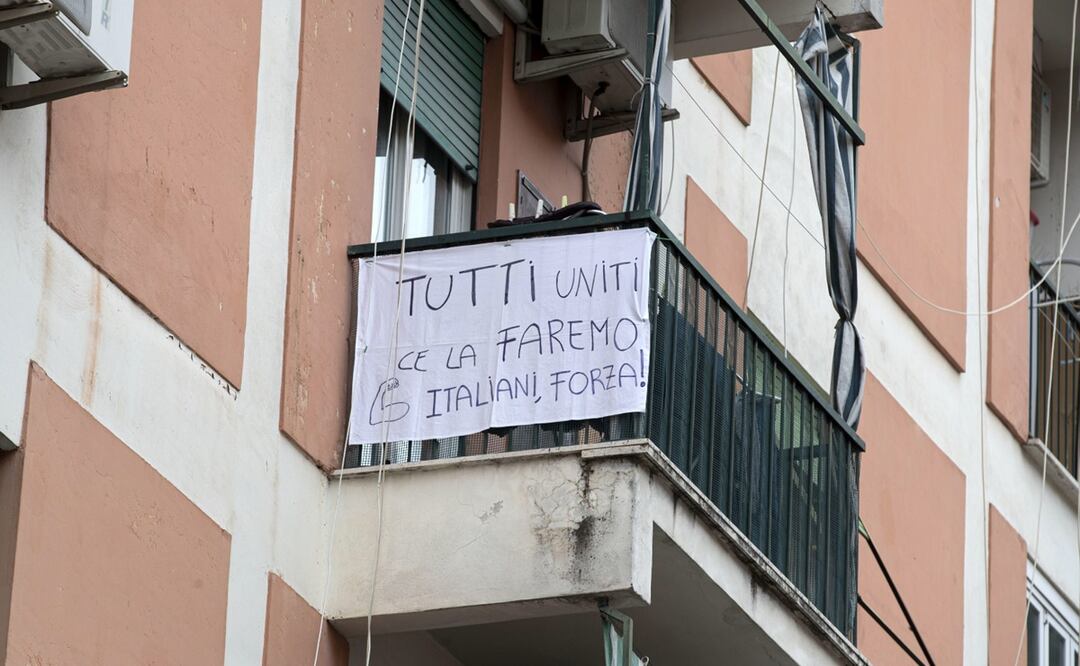 TUTTI UNITI
CE LA FAREMO
ITALIANI, FORZA!